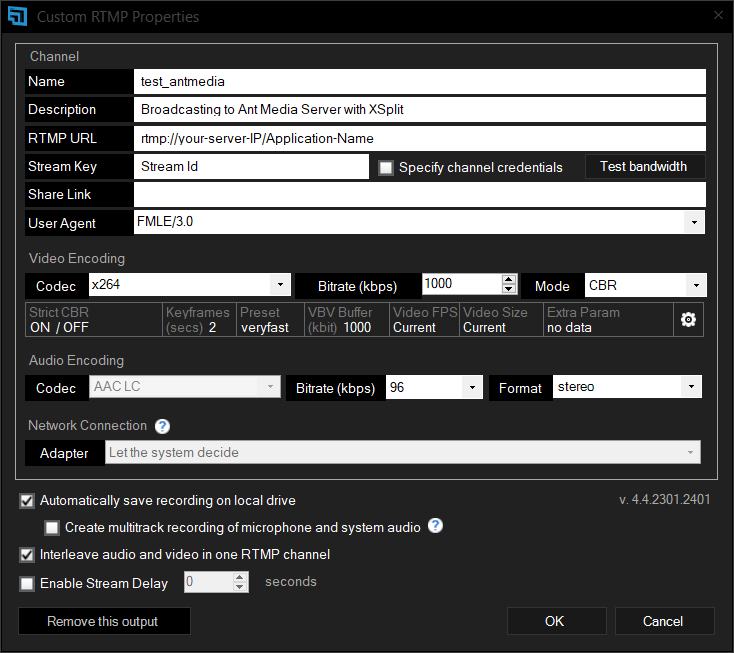 Custom RTMP Properties
Channel
Name test_antmedia
Description Broadcasting to Ant Media Server with XSplit
RTMP URL rtmp://your-server-IP/Application-Name
Stream Key Stream Id Specify channel credentials Test bandwidth
Share Link
User Agent FMLE/3.0
Video Encoding
Codec x264 Bitrate (kbps) 1000 Mode CBR
Strict CBR Keyframes Preset VBV Buffer Video FPS Video Size Extra Param
ON / OFF (secs) 2 veryfast (kbit) 1000 Current Current no data
Audio Encoding
Codec AAC LC Bitrate (kbps) 96 Format stereo
Network Connection ?
Adapter Let the system decide
Automatically save recording on local drive v. 4.4.2301.2401
Create multitrack recording of microphone and system audio ?
Interleave audio and video in one RTMP channel
Enable Stream Delay 0 seconds
Remove this output OK Cancel